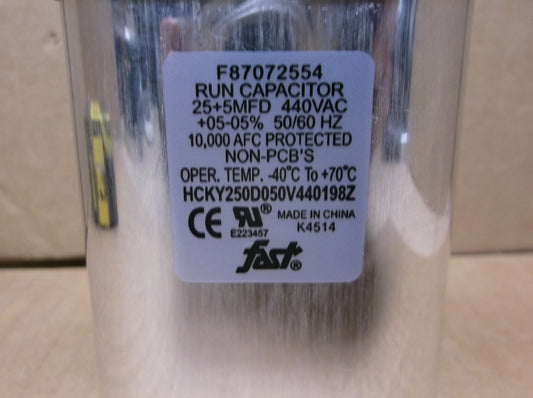 F87072554
RUN CAPACITOR
25+5MFD 440VAC
+05-05% 50/60 HZ
10,000 AFC PROTECTED
NON-PCB'S
OPER. TEMP. -40°C To +70°C
HCKY250D050V440198Z
CE RU® MADE IN CHINA
E223457 K4514
fast®